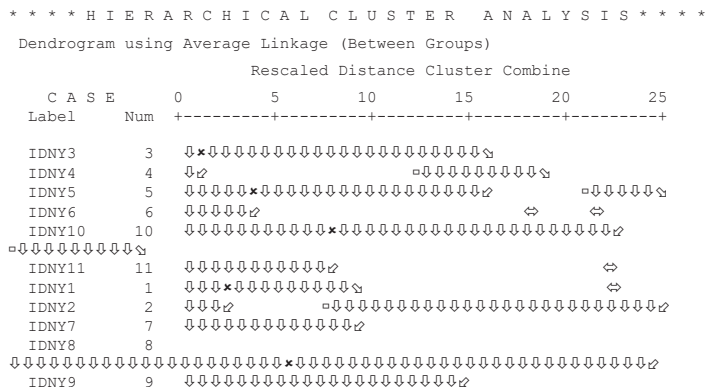 * * * * H I E R A R C H I C A L C L U S T E R A N A L Y S I S * * * *
Dendrogram using Average Linkage (Between Groups)
Rescaled Distance Cluster Combine
C A S E 0 5 10 15 20 25
Label Num +---------+---------+---------+---------+---------+
IDNY3 3 ⇩×⇩⇩⇩⇩⇩⇩⇩⇩⇩⇩⇩⇩⇩⇩⇩⇩⇩⇩⇩⇩⇩⬂
IDNY4 4 ⇩⬃ □⇩⇩⇩⇩⇩⇩⇩⇩⇩⬂
IDNY5 5 ⇩⇩⇩⇩⇩×⇩⇩⇩⇩⇩⇩⇩⇩⇩⇩⇩⇩⇩⇩⇩⇩⇩⬂ □⇩⇩⇩⇩⇩⬂
IDNY6 6 ⇩⇩⇩⇩⇩⬃ ⇔ ⇔
IDNY10 10 ⇩⇩⇩⇩⇩⇩⇩⇩⇩⇩⇩×⇩⇩⇩⇩⇩⇩⇩⇩⇩⇩⇩⇩⇩⇩⇩⇩⇩⇩⇩⇩⇩⇩⬃
□⇩⇩⇩⇩⇩⇩⇩⇩⇩⇩⬂
IDNY11 11 ⇩⇩⇩⇩⇩⇩⇩⇩⇩⇩⇩⬃ ⇔
IDNY1 1 ⇩⇩⇩×⇩⇩⇩⇩⇩⇩⇩⇩⇩⬂ ⇔
IDNY2 2 ⇩⇩⇩⬃ □⇩⇩⇩⇩⇩⇩⇩⇩⇩⇩⇩⇩⇩⇩⇩⇩⇩⇩⇩⇩⇩⇩⇩⇩⇩⇩⬂
IDNY7 7 ⇩⇩⇩⇩⇩⇩⇩⇩⇩⇩⇩⇩⇩⬃
IDNY8 8
⇩⇩⇩⇩⇩⇩⇩⇩⇩⇩⇩⇩⇩⇩⇩⇩⇩⇩⇩⇩⇩⇩×⇩⇩⇩⇩⇩⇩⇩⇩⇩⇩⇩⇩⇩⇩⇩⇩⇩⇩⇩⇩⇩⇩⇩⇩⇩⇩⇩⬃
IDNY9 9 ⇩⇩⇩⇩⇩⇩⇩⇩⇩⇩⇩⇩⇩⇩⇩⇩⇩⇩⇩⇩⇩⇩⬂